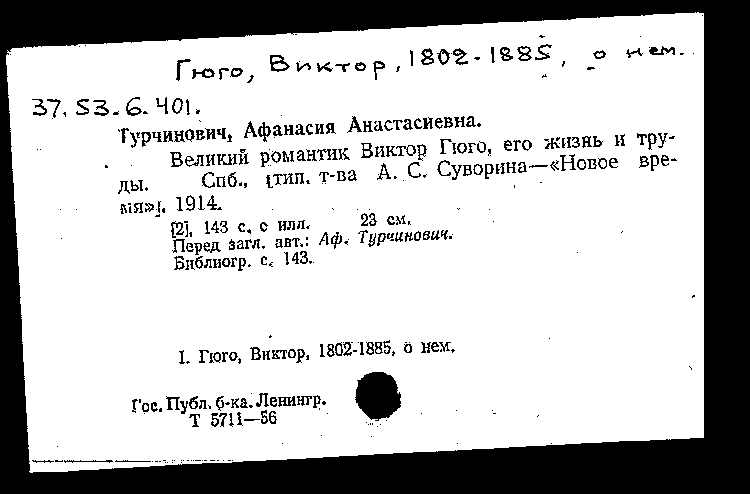 Гюго, Виктор, 1802-1885, о нем.
37.53.6.401.
Турчинович, Афанасия Анастасиевна.
Великий романтик Виктор Гюго, его жизнь и тру-
ды. Спб., [тип. т-ва А. С. Суворина—«Новое вре-
мя»], 1914.
[2], 143 с. с илл. 23 см.
Перед загл. авт.: Аф. Турчинович.
Библиогр. с. 143.
I. Гюго, Виктор, 1802-1885, о нем.
Гос. Публ. б-ка. Ленингр.
Т 5711—56